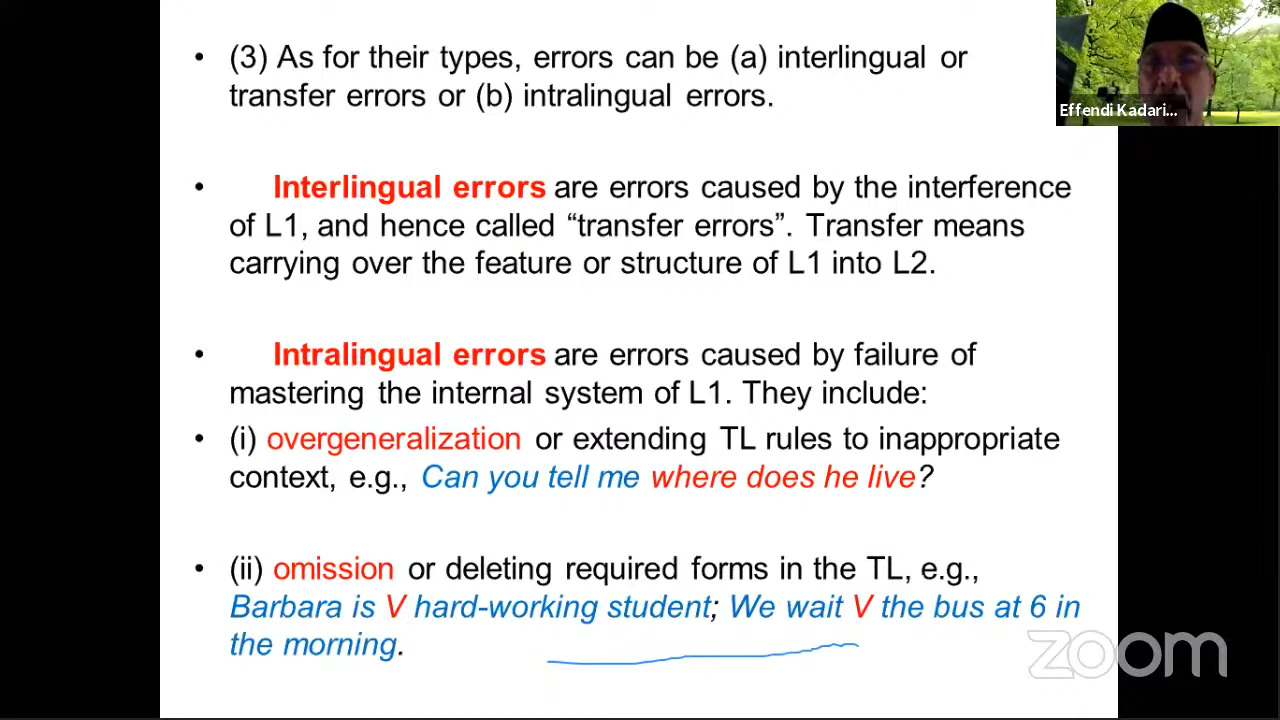 • (3) As for their types, errors can be (a) interlingual or
transfer errors or (b) intralingual errors.
Effendi Kadari...
• Interlingual errors are errors caused by the interference
of L1, and hence called “transfer errors”. Transfer means
carrying over the feature or structure of L1 into L2.
• Intralingual errors are errors caused by failure of
mastering the internal system of L1. They include:
• (i) overgeneralization or extending TL rules to inappropriate
context, e.g., Can you tell me where does he live?
• (ii) omission or deleting required forms in the TL, e.g.,
Barbara is V hard-working student; We wait V the bus at 6 in
the morning.
zoom